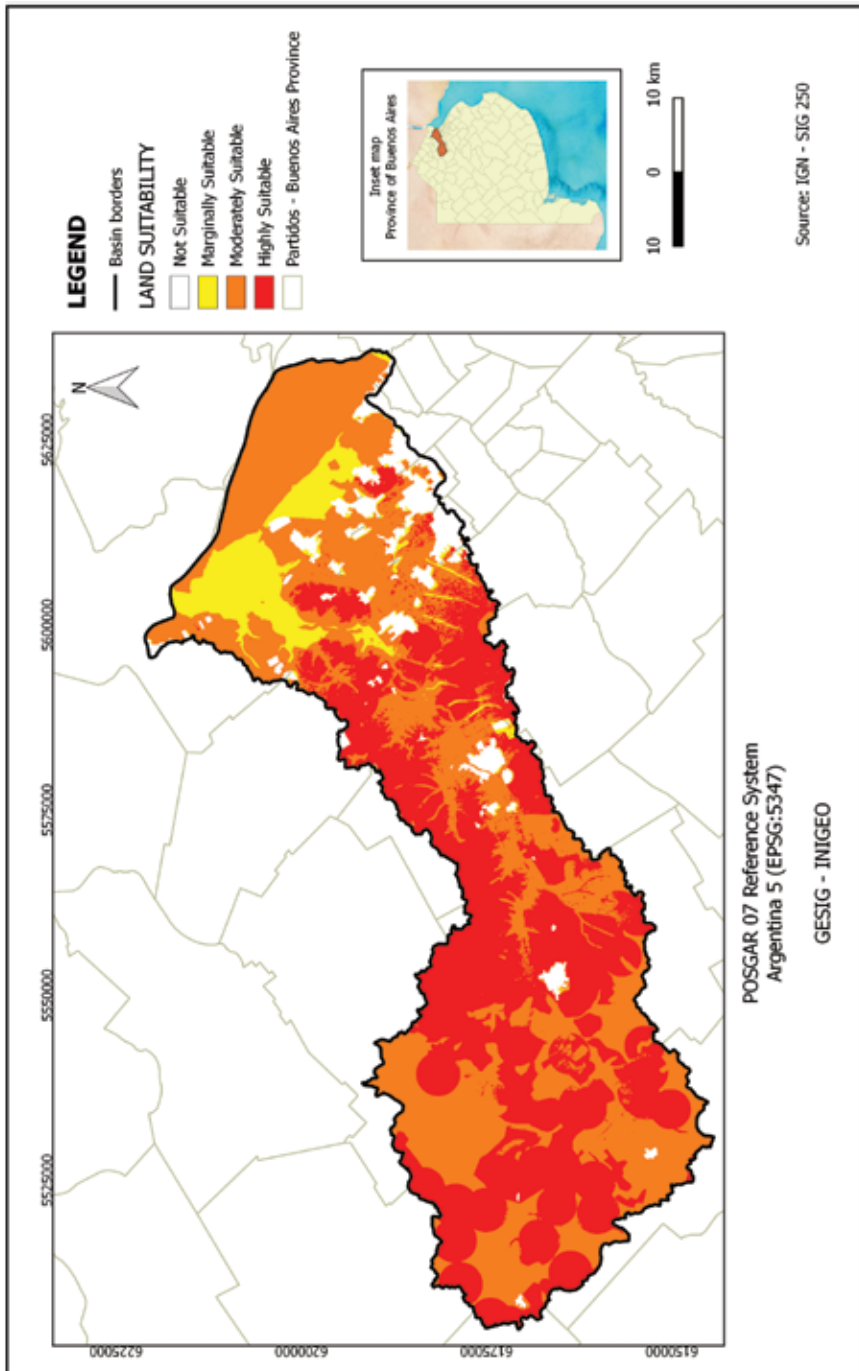 LEGEND
Basin borders
LAND SUITABILITY
Not Suitable
Marginally Suitable
Moderately Suitable
Highly Suitable
Partidos - Buenos Aires Province
Inset map
Province of Buenos Aires
10 0 10 km
Source: IGN - SIG 250
N
5525000 5550000 5575000 5600000 5625000
6225000
6200000
6175000
6150000
POSGAR 07 Reference System
Argentina 5 (EPSG:5347)
GESIG - INIGEO